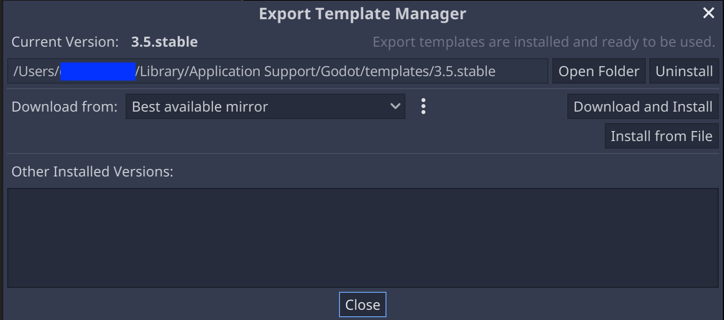 Export Template Manager
Current Version: 3.5.stable Export templates are installed and ready to be used.
/Users/ /Library/Application Support/Godot/templates/3.5.stable Open Folder Uninstall
Download from: Best available mirror Download and Install
Install from File
Other Installed Versions:
Close